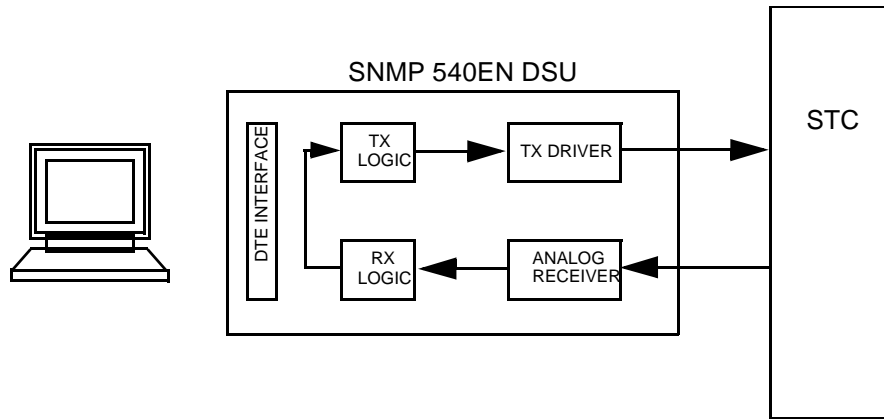 SNMP 540EN DSU
STC
DTE INTERFACE
TX
LOGIC
TX DRIVER
RX
LOGIC
ANALOG
RECEIVER